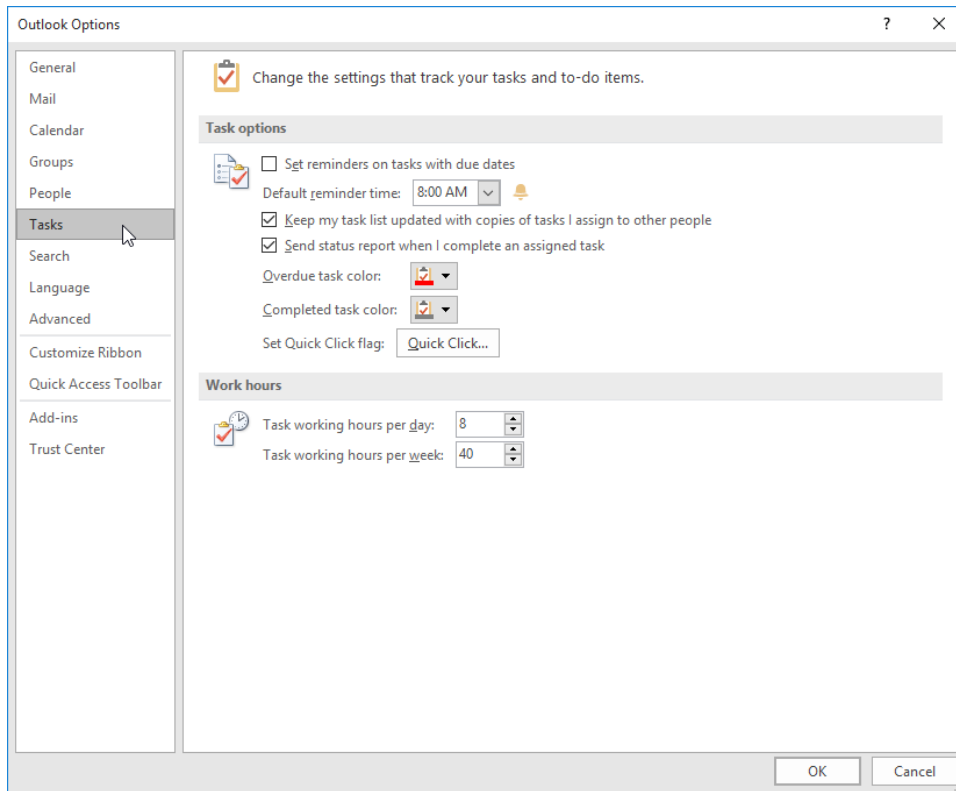 Outlook Options
?
General
Mail
Calendar
Groups
People
Tasks
Search
Language
Advanced
Customize Ribbon
Quick Access Toolbar
Add-ins
Trust Center
Change the settings that track your tasks and to-do items.
Task options
Set reminders on tasks with due dates
Default reminder time: 8:00 AM
Keep my task list updated with copies of tasks I assign to other people
Send status report when I complete an assigned task
Overdue task color:
Completed task color:
Set Quick Click flag: Quick Click...
Work hours
Task working hours per day: 8
Task working hours per week: 40
OK Cancel